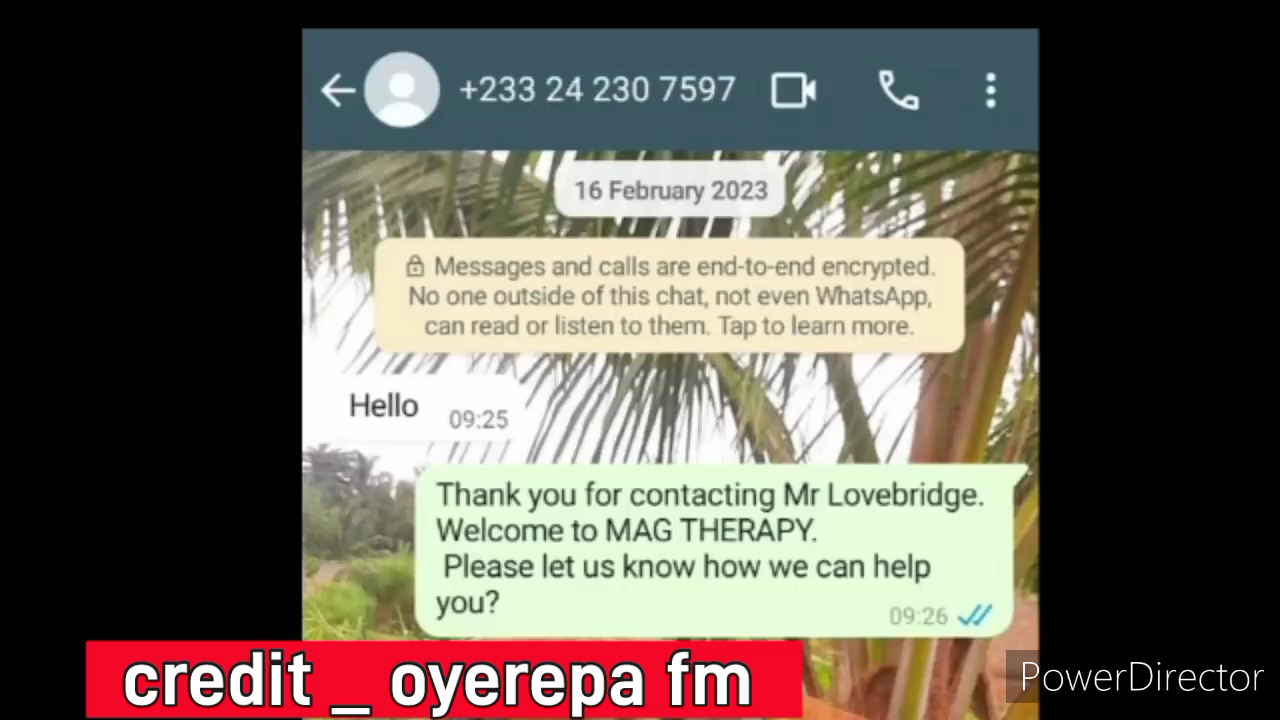 +233 24 230 7597
16 February 2023
Messages and calls are end-to-end encrypted.
No one outside of this chat, not even WhatsApp,
can read or listen to them. Tap to learn more.
Hello 09:25
Thank you for contacting Mr Lovebridge.
Welcome to MAG THERAPY.
Please let us know how we can help
you?
09:26
credit _ oyerepa fm
PowerDirector